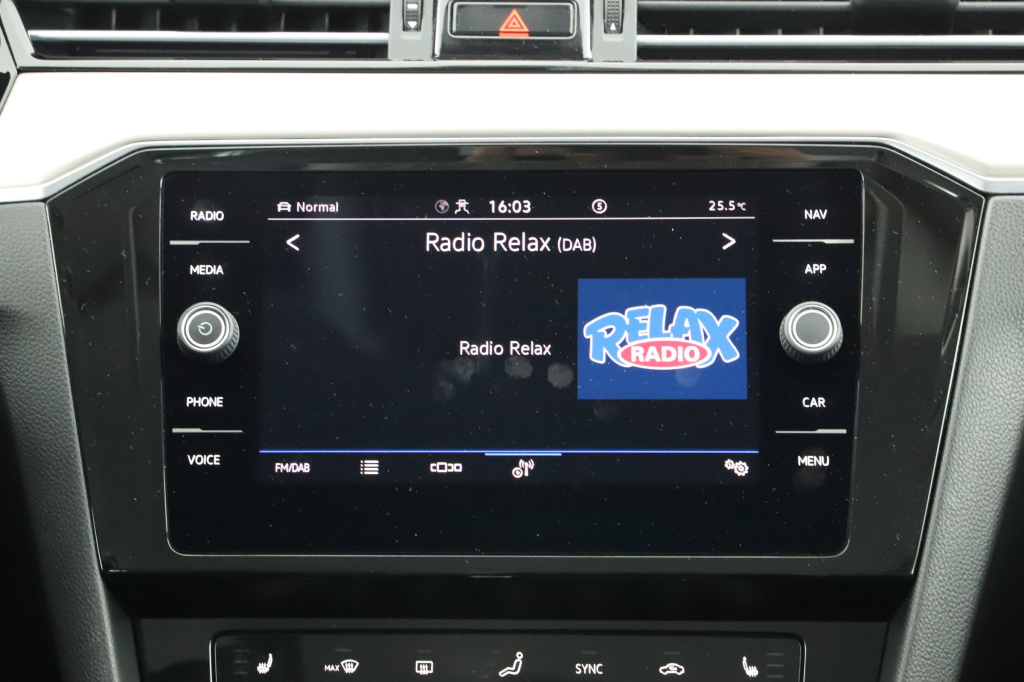 RADIO
MEDIA
PHONE
VOICE
Normal
16:03
S
25.5°C
< Radio Relax (DAB) >
Radio Relax
RELAX
RADIO
FM/DAB
NAV
APP
CAR
MENU
MAX
SYNC